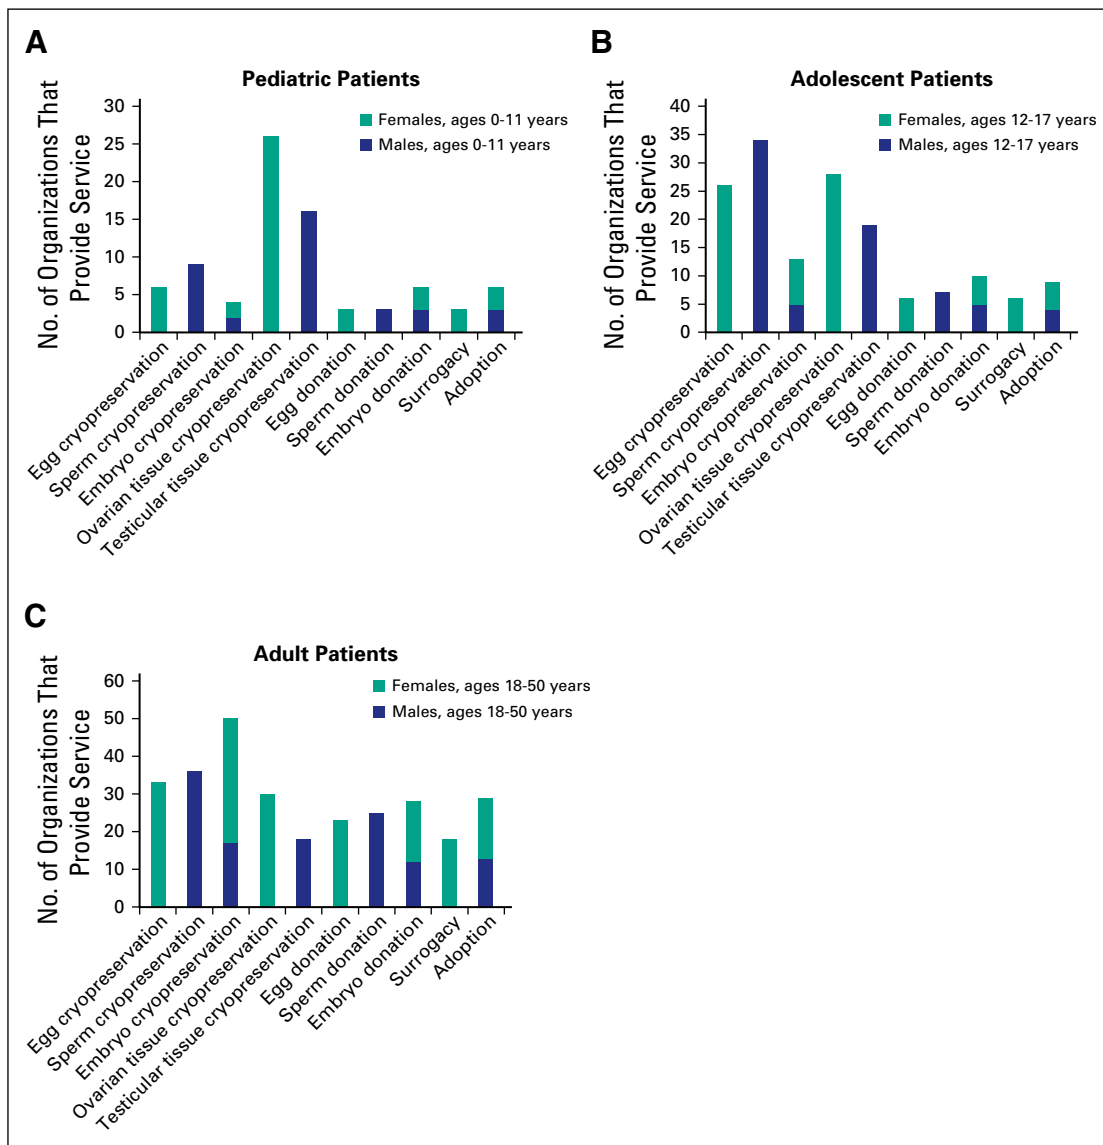 A
Pediatric Patients
No. of Organizations That
Provide Service
30
25
20
15
10
5
0
Females, ages 0-11 years
Males, ages 0-11 years
Egg cryopreservation
Sperm cryopreservation
Embryo cryopreservation
Ovarian tissue cryopreservation
Testicular tissue cryopreservation
Egg donation
Sperm donation
Embryo donation
Surrogacy
Adoption
B
Adolescent Patients
No. of Organizations That
Provide Service
40
35
30
25
20
15
10
5
0
Females, ages 12-17 years
Males, ages 12-17 years
Egg cryopreservation
Sperm cryopreservation
Embryo cryopreservation
Ovarian tissue cryopreservation
Testicular tissue cryopreservation
Egg donation
Sperm donation
Embryo donation
Surrogacy
Adoption
C
Adult Patients
No. of Organizations That
Provide Service
60
50
40
30
20
10
0
Females, ages 18-50 years
Males, ages 18-50 years
Egg cryopreservation
Sperm cryopreservation
Embryo cryopreservation
Ovarian tissue cryopreservation
Testicular tissue cryopreservation
Egg donation
Sperm donation
Embryo donation
Surrogacy
Adoption